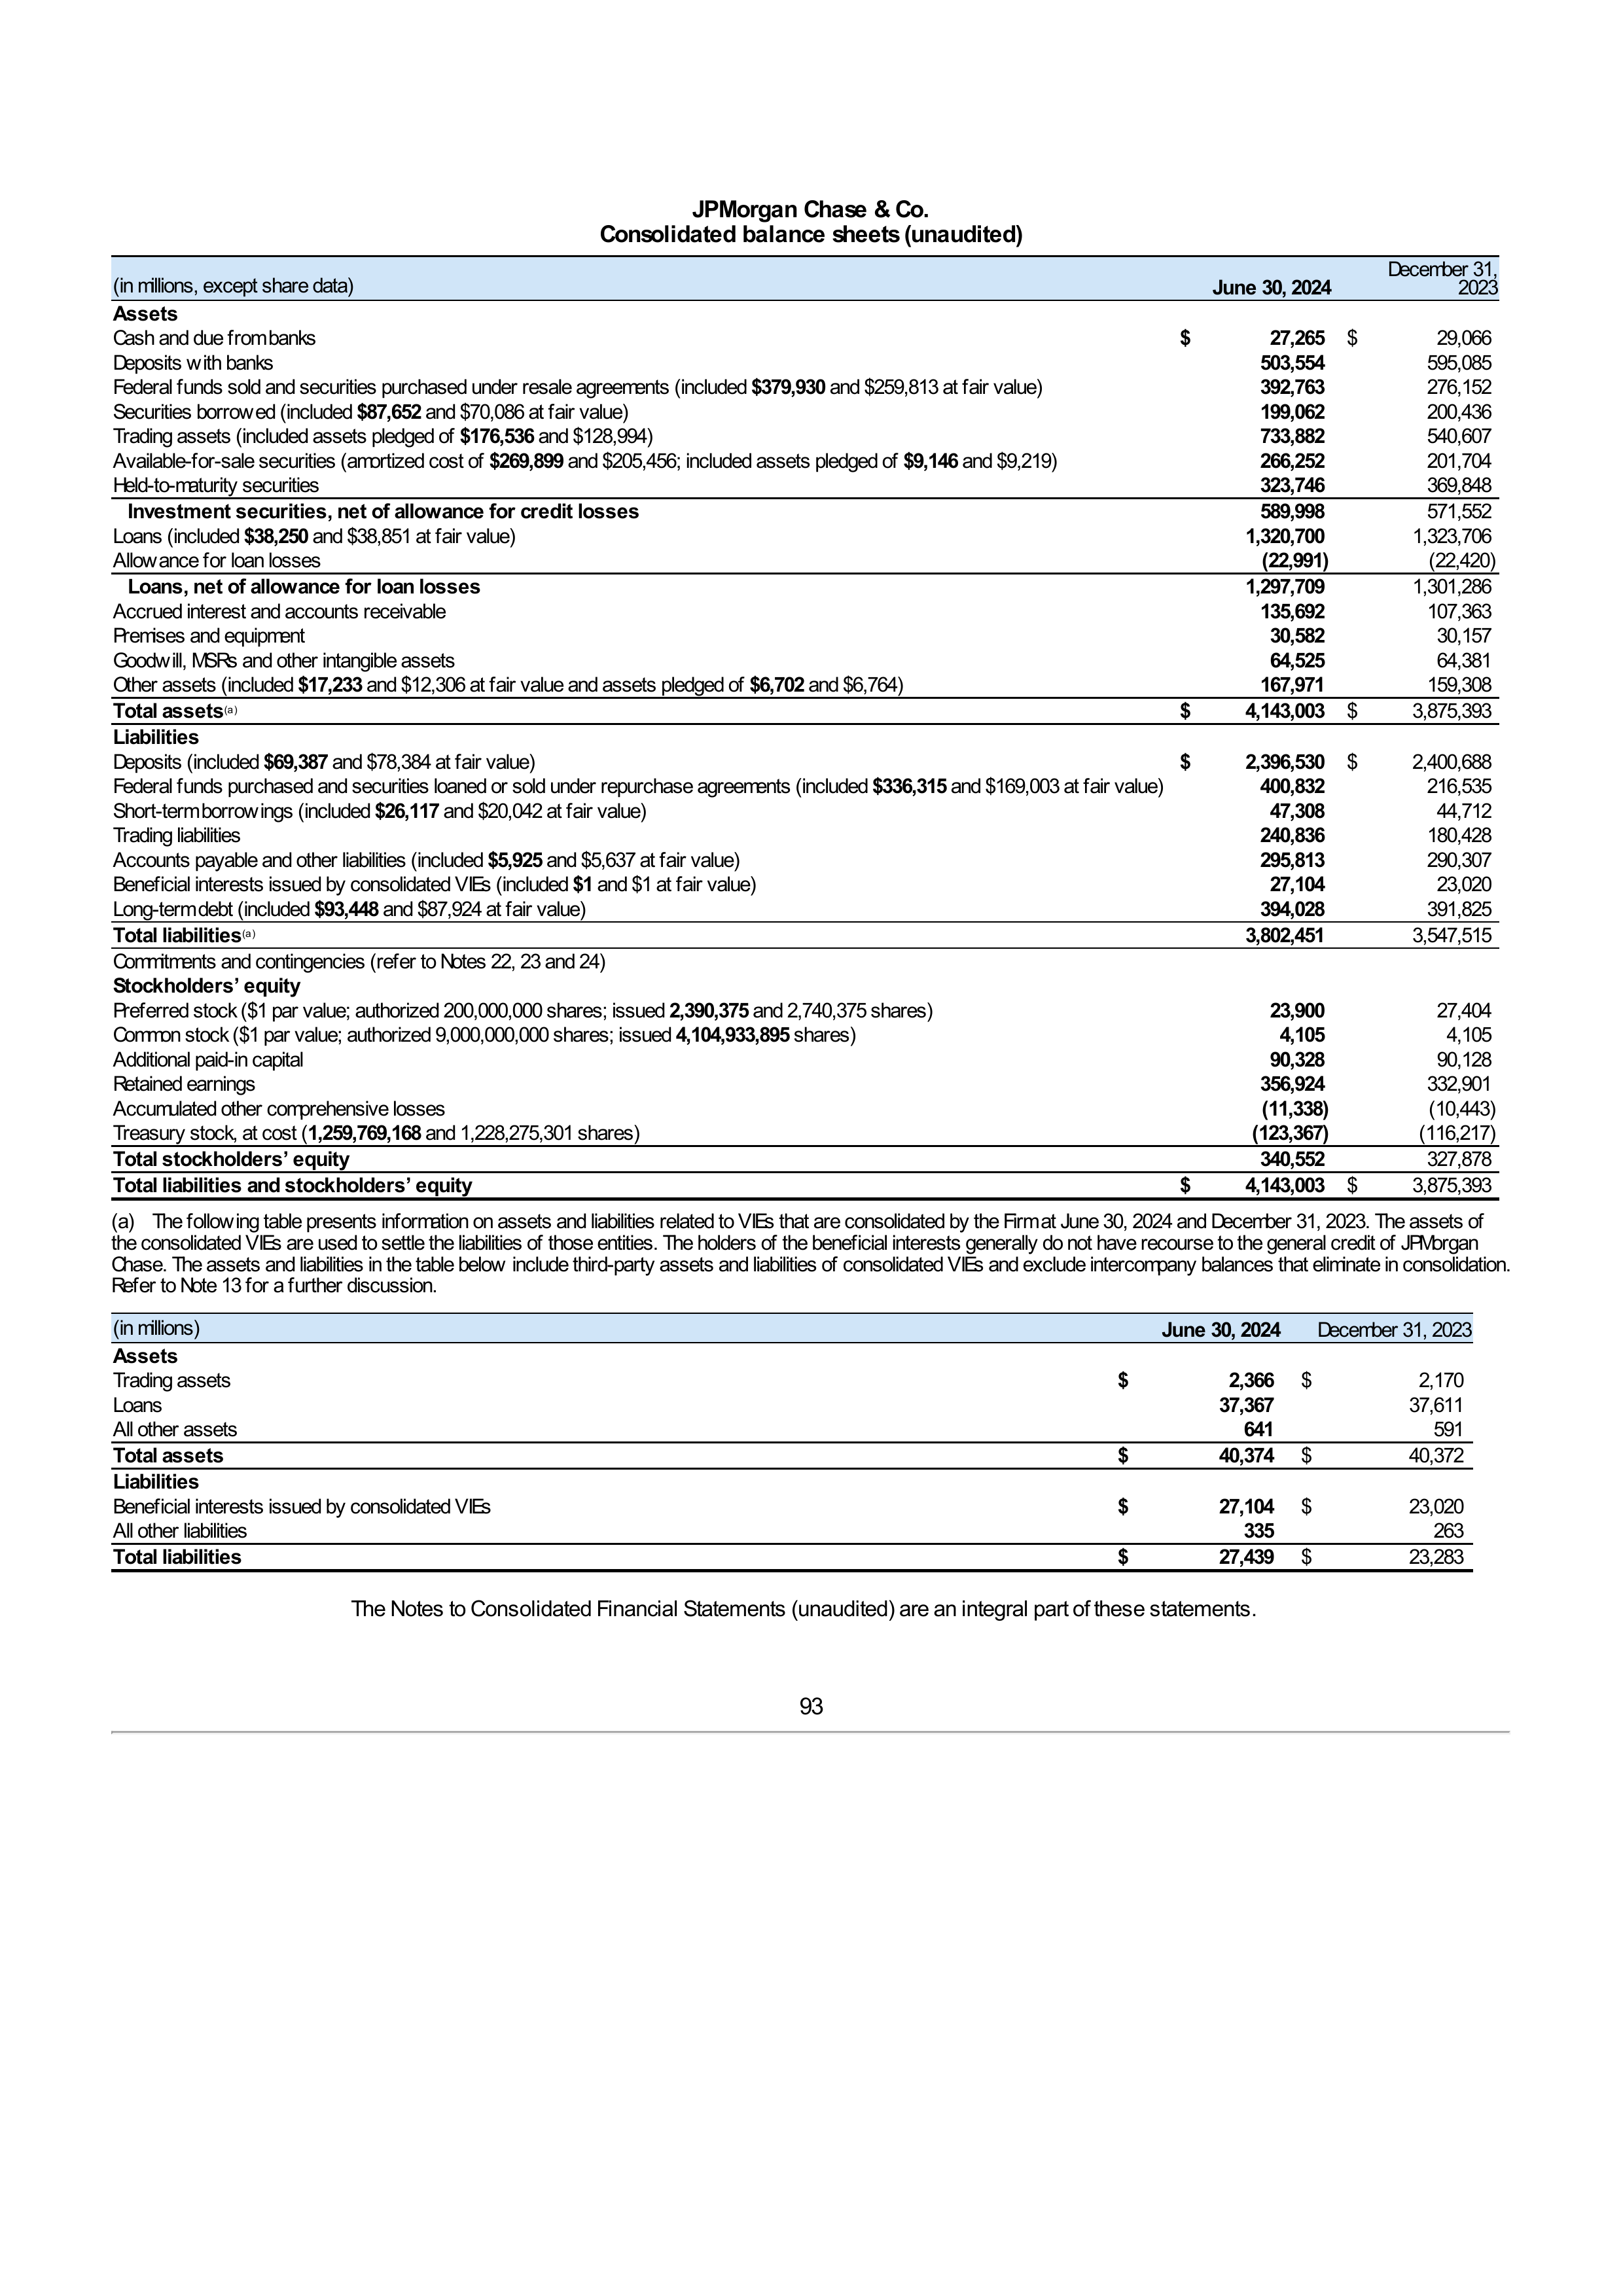 JPMorgan Chase & Co.
Consolidated balance sheets (unaudited)
(in millions, except share data) June 30, 2024 December 31, 2023
Assets
Cash and due from banks $ 27,265 $ 29,066
Deposits with banks 503,554 595,085
Federal funds sold and securities purchased under resale agreements (included $379,930 and $259,813 at fair value) 392,763 276,152
Securities borrowed (included $87,652 and $70,086 at fair value) 199,062 200,436
Trading assets (included assets pledged of $176,536 and $128,994) 733,882 540,607
Available-for-sale securities (amortized cost of $269,899 and $205,456; included assets pledged of $9,146 and $9,219) 266,252 201,704
Held-to-maturity securities 323,746 369,848
Investment securities, net of allowance for credit losses 589,998 571,552
Loans (included $38,250 and $38,851 at fair value) 1,320,700 1,323,706
Allowance for loan losses (22,991) (22,420)
Loans, net of allowance for loan losses 1,297,709 1,301,286
Accrued interest and accounts receivable 135,692 107,363
Premises and equipment 30,582 30,157
Goodwill, MSRs and other intangible assets 64,525 64,381
Other assets (included $17,233 and $12,306 at fair value and assets pledged of $6,702 and $6,764) 167,971 159,308
Total assets(a) $ 4,143,003 $ 3,875,393
Liabilities
Deposits (included $69,387 and $78,384 at fair value) $ 2,396,530 $ 2,400,688
Federal funds purchased and securities loaned or sold under repurchase agreements (included $336,315 and $169,003 at fair value) 400,832 216,535
Short-term borrowings (included $26,117 and $20,042 at fair value) 47,308 44,712
Trading liabilities 240,836 180,428
Accounts payable and other liabilities (included $5,925 and $5,637 at fair value) 295,813 290,307
Beneficial interests issued by consolidated VIEs (included $1 and $1 at fair value) 27,104 23,020
Long-term debt (included $93,448 and $87,924 at fair value) 394,028 391,825
Total liabilities(a) 3,802,451 3,547,515
Commitments and contingencies (refer to Notes 22, 23 and 24)
Stockholders’ equity
Preferred stock ($1 par value; authorized 200,000,000 shares; issued 2,390,375 and 2,740,375 shares) 23,900 27,404
Common stock ($1 par value; authorized 9,000,000,000 shares; issued 4,104,933,895 shares) 4,105 4,105
Additional paid-in capital 90,328 90,128
Retained earnings 356,924 332,901
Accumulated other comprehensive losses (11,338) (10,443)
Treasury stock, at cost (1,259,769,168 and 1,228,275,301 shares) (123,367) (116,217)
Total stockholders’ equity 340,552 327,878
Total liabilities and stockholders’ equity $ 4,143,003 $ 3,875,393
(a) The following table presents information on assets and liabilities related to VIEs that are consolidated by the Firm at June 30, 2024 and December 31, 2023. The assets of
the consolidated VIEs are used to settle the liabilities of those entities. The holders of the beneficial interests generally do not have recourse to the general credit of JPMorgan
Chase. The assets and liabilities in the table below include third-party assets and liabilities of consolidated VIEs and exclude intercompany balances that eliminate in consolidation.
Refer to Note 13 for a further discussion.
(in millions) June 30, 2024 December 31, 2023
Assets
Trading assets $ 2,366 $ 2,170
Loans 37,367 37,611
All other assets 641 591
Total assets $ 40,374 $ 40,372
Liabilities
Beneficial interests issued by consolidated VIEs $ 27,104 $ 23,020
All other liabilities 335 263
Total liabilities $ 27,439 $ 23,283
The Notes to Consolidated Financial Statements (unaudited) are an integral part of these statements.
93